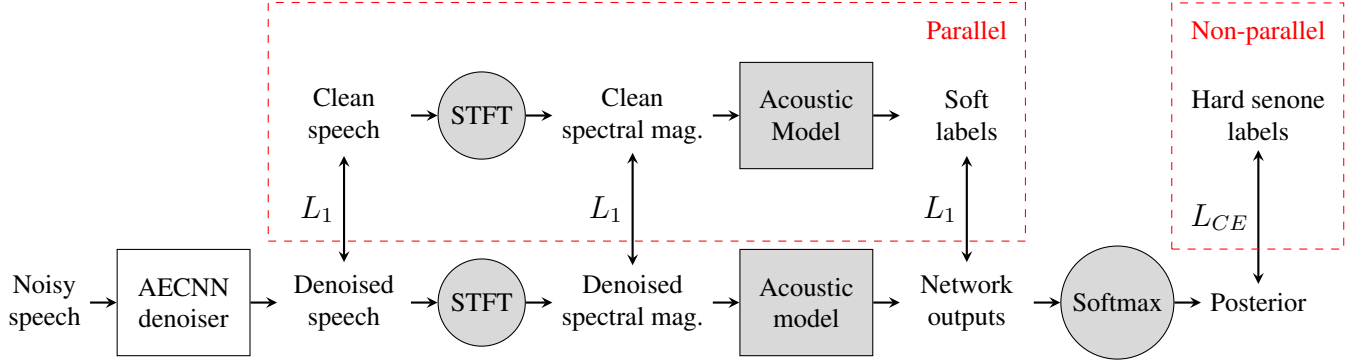 Parallel
Non-parallel
Clean
speech
STFT
Clean
spectral mag.
Acoustic
Model
Soft
labels
Hard senone
labels
L1
L1
L1
LCE
Noisy
speech
AECNN
denoiser
Denoised
speech
STFT
Denoised
spectral mag.
Acoustic
model
Network
outputs
Softmax
Posterior